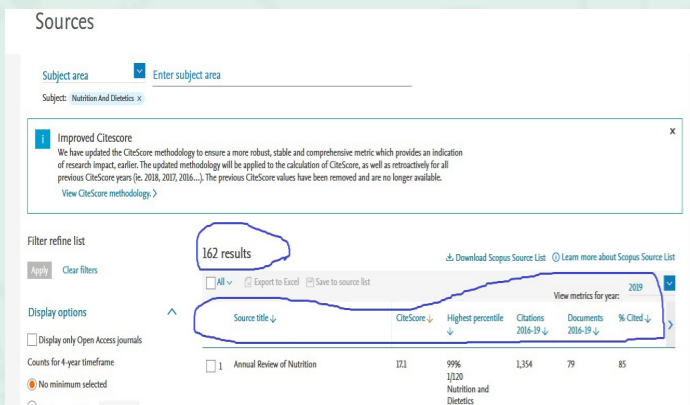 Sources
Subject area
Enter subject area
Subject: Nutrition And Dietetics x
i
x
Improved Citescore
We have updated the CiteScore methodology to ensure a more robust, stable and comprehensive metric which provides an indication
of research impact, earlier. The updated methodology will be applied to the calculation of CiteScore, as well as retroactively for all
previous CiteScore years (ie. 2018, 2017, 2016...). The previous CiteScore values have been removed and are no longer available.
View CiteScore methodology. >
Filter refine list
Apply Clear filters
Display options
Display only Open Access journals
Counts for 4-year timeframe
No minimum selected
162 results
Download Scopus Source List Learn more about Scopus Source List
All Export to Excel Save to source list
View metrics for year: 2019
Source title ↓ CiteScore ↓ Highest percentile ↓ Citations 2016-19 ↓ Documents 2016-19 ↓ % Cited ↓ >
1 Annual Review of Nutrition 17.1 99% 1,354 79 85
1/120
Nutrition and
Dietetics